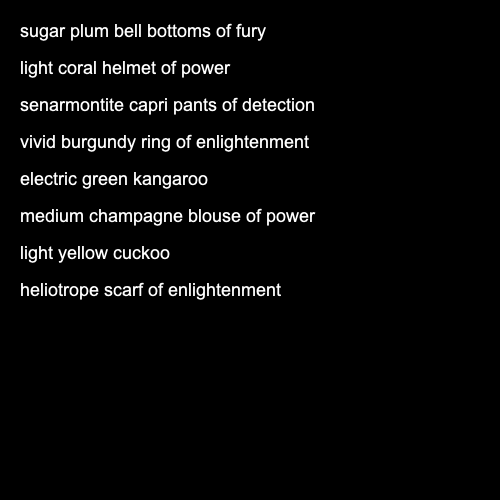 sugar plum bell bottoms of fury
light coral helmet of power
senarmontite capri pants of detection
vivid burgundy ring of enlightenment
electric green kangaroo
medium champagne blouse of power
light yellow cuckoo
heliotrope scarf of enlightenment